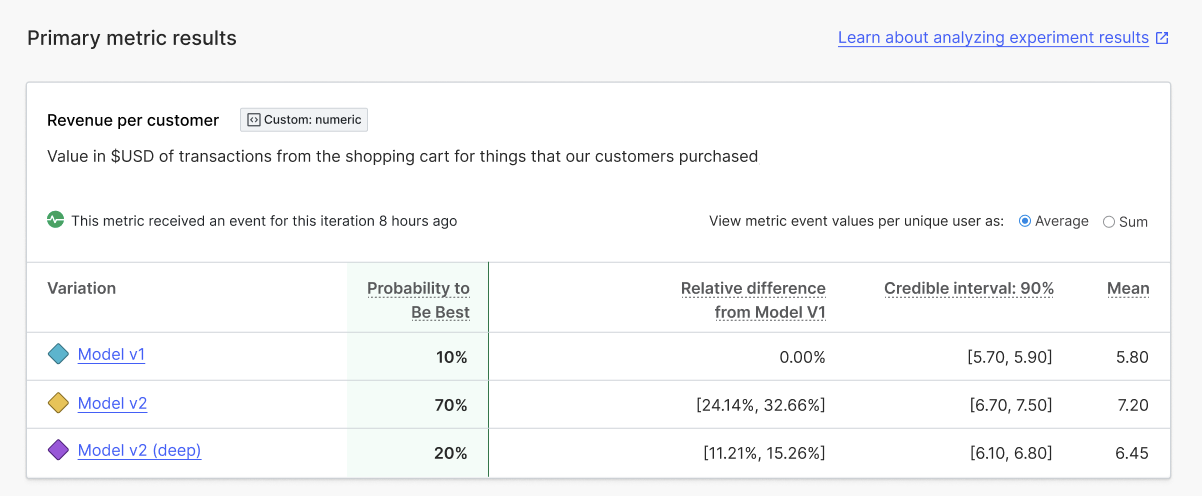 Primary metric results
Learn about analyzing experiment results
Revenue per customer
Custom: numeric
Value in $USD of transactions from the shopping cart for things that our customers purchased
This metric received an event for this iteration 8 hours ago
View metric event values per unique user as: Average Sum
Variation
Probability to
Be Best
Relative difference
from Model V1
Credible interval: 90%
Mean
Model v1 10% 0.00% [5.70, 5.90] 5.80
Model v2 70% [24.14%, 32.66%] [6.70, 7.50] 7.20
Model v2 (deep) 20% [11.21%, 15.26%] [6.10, 6.80] 6.45